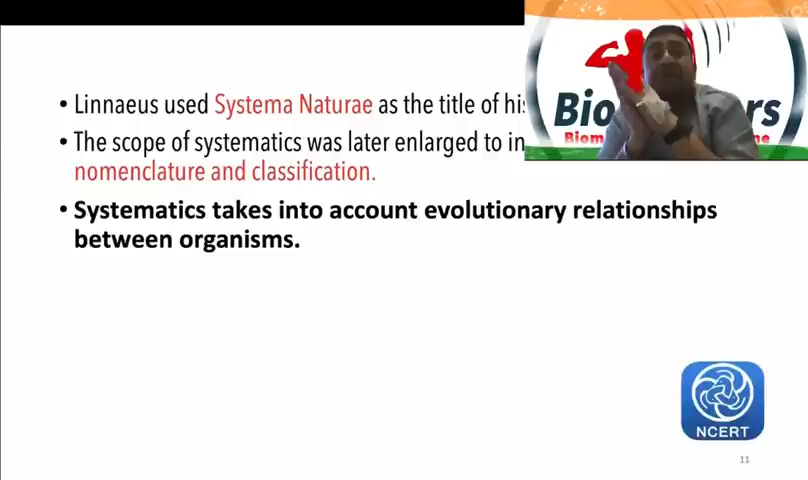 • Linnaeus used Systema Naturae as the title of his
• The scope of systematics was later enlarged to in
nomenclature and classification.
• Systematics takes into account evolutionary relationships
between organisms.
NCERT
11